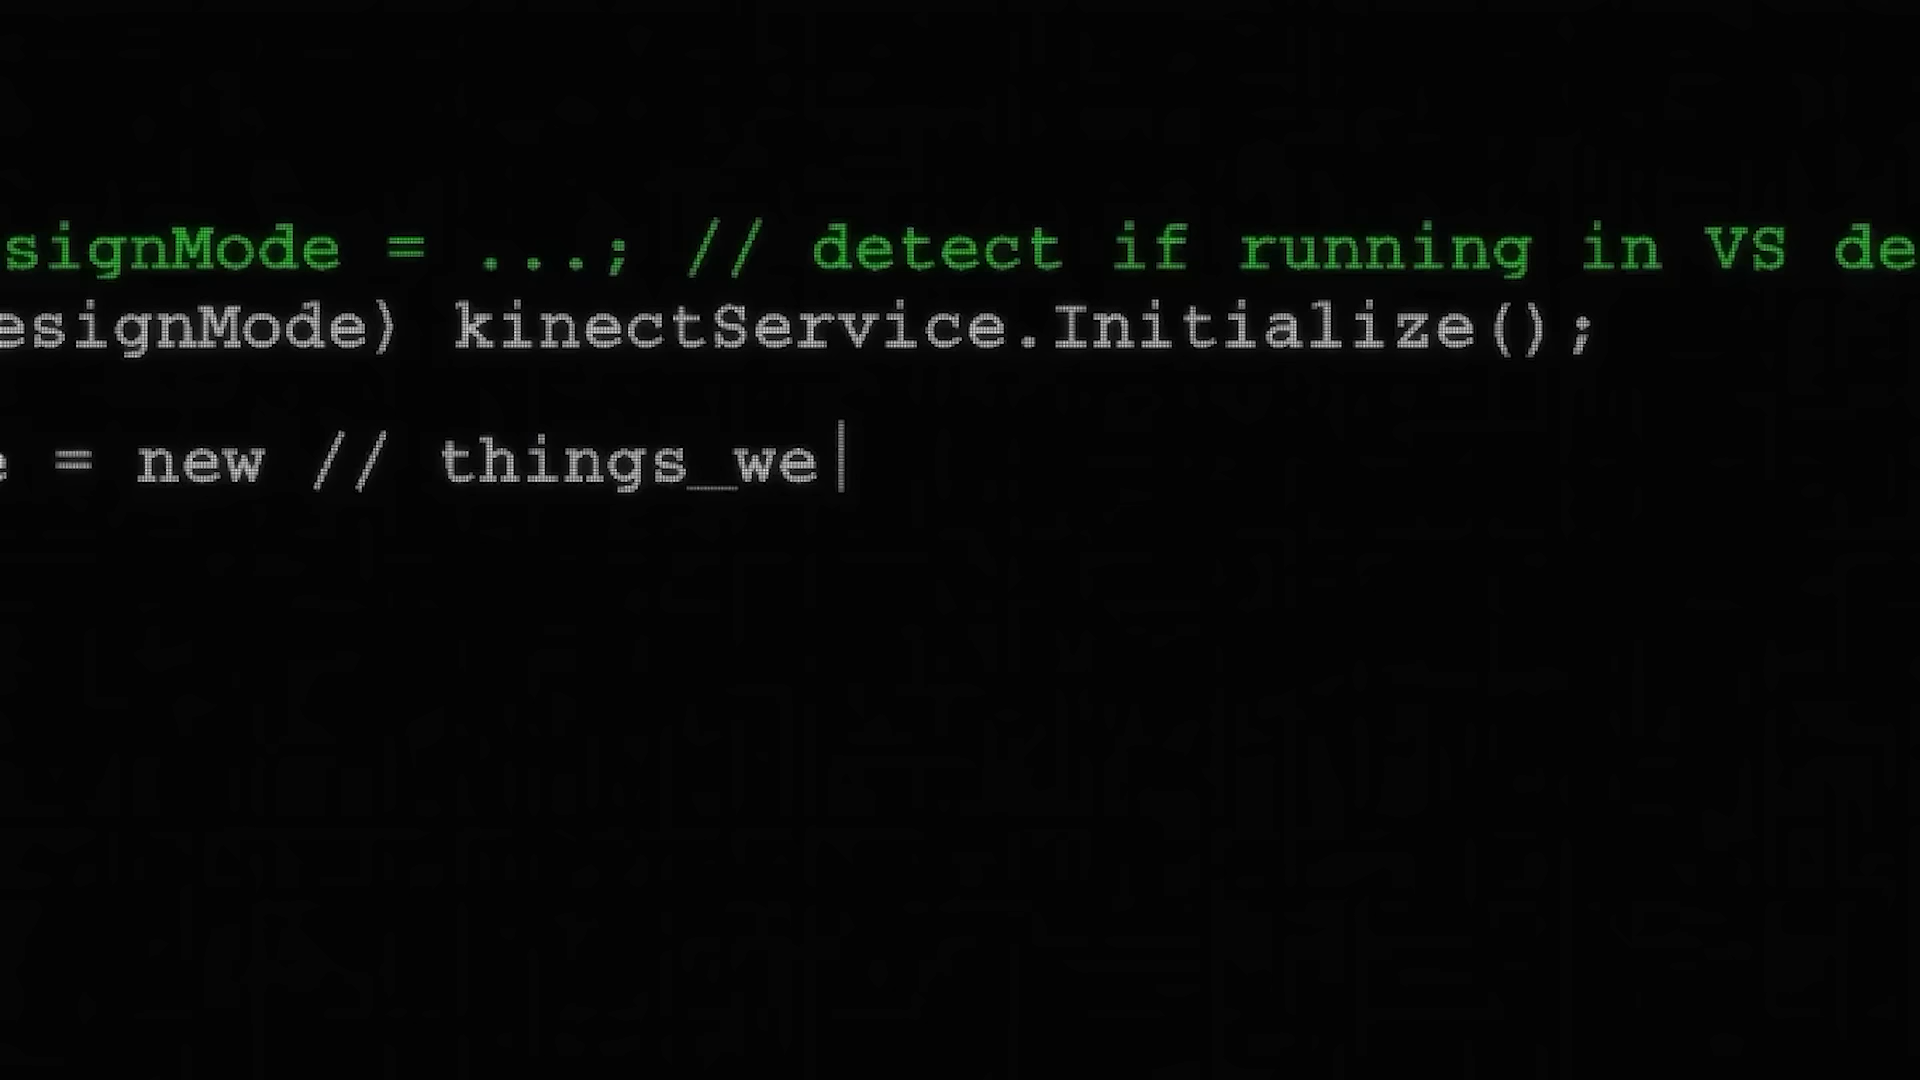 signMode = ...; // detect if running in VS de
esignMode) kinectService.Initialize();
e = new // things_we